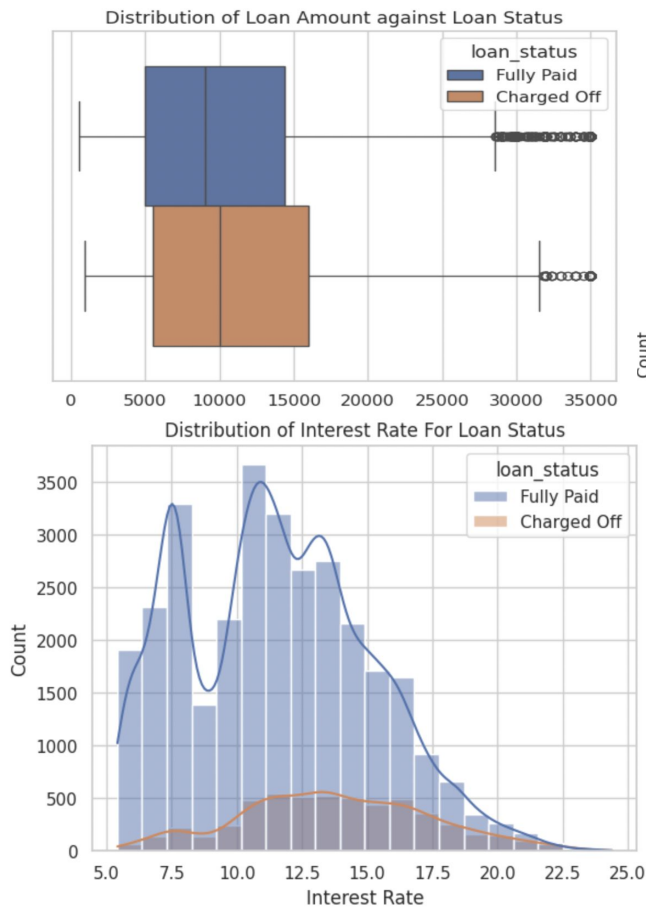 Distribution of Loan Amount against Loan Status
loan_status
Fully Paid
Charged Off
0 5000 10000 15000 20000 25000 30000 35000
Count
Distribution of Interest Rate For Loan Status
loan_status
Fully Paid
Charged Off
3500
3000
2500
2000
1500
1000
500
0
Count
5.0 7.5 10.0 12.5 15.0 17.5 20.0 22.5 25.0
Interest Rate